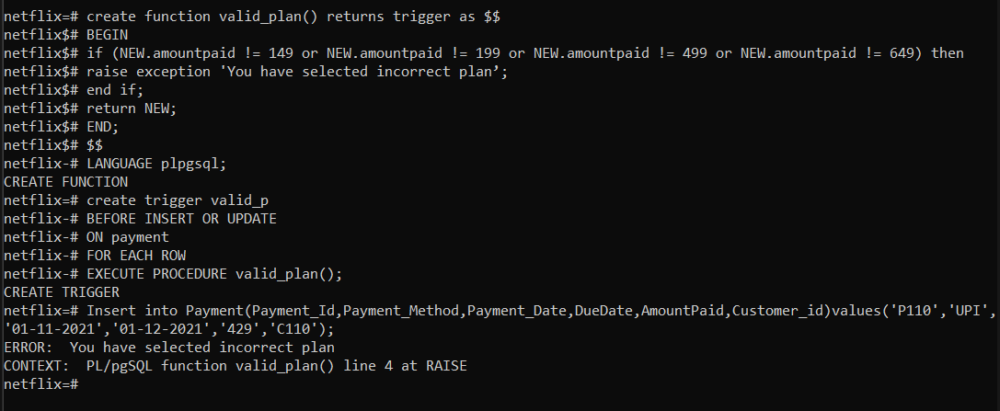 netflix=# create function valid_plan() returns trigger as $$
netflix$# BEGIN
netflix$# if (NEW.amountpaid != 149 or NEW.amountpaid != 199 or NEW.amountpaid != 499 or NEW.amountpaid != 649) then
netflix$# raise exception 'You have selected incorrect plan’;
netflix$# end if;
netflix$# return NEW;
netflix$# END;
netflix$# $$
netflix-# LANGUAGE plpgsql;
CREATE FUNCTION
netflix=# create trigger valid_p
netflix-# BEFORE INSERT OR UPDATE
netflix-# ON payment
netflix-# FOR EACH ROW
netflix-# EXECUTE PROCEDURE valid_plan();
CREATE TRIGGER
netflix=# Insert into Payment(Payment_Id,Payment_Method,Payment_Date,DueDate,AmountPaid,Customer_id)values('P110','UPI',
'01-11-2021','01-12-2021','429','C110');
ERROR:  You have selected incorrect plan
CONTEXT:  PL/pgSQL function valid_plan() line 4 at RAISE
netflix=#